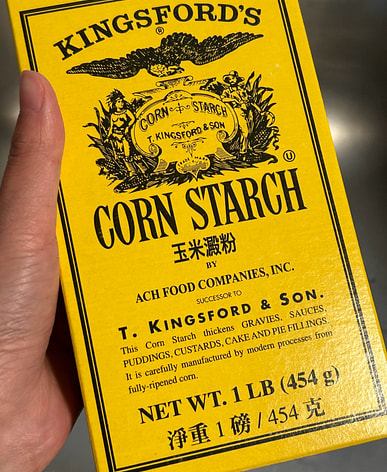 KINGSFORD'S
®
CORN STARCH
T. KINGSFORD & SON
TRADE MARK
U
CORN STARCH
玉米澱粉
BY
ACH FOOD COMPANIES, INC.
SUCCESSOR TO
T. KINGSFORD & SON.
This Corn Starch thickens GRAVIES, SAUCES,
PUDDINGS, CUSTARDS, CAKE AND PIE FILLINGS.
It is carefully manufactured by modern processes from
fully-ripened corn.
NET WT. 1 LB (454 g)
淨重 1 磅 / 454 克